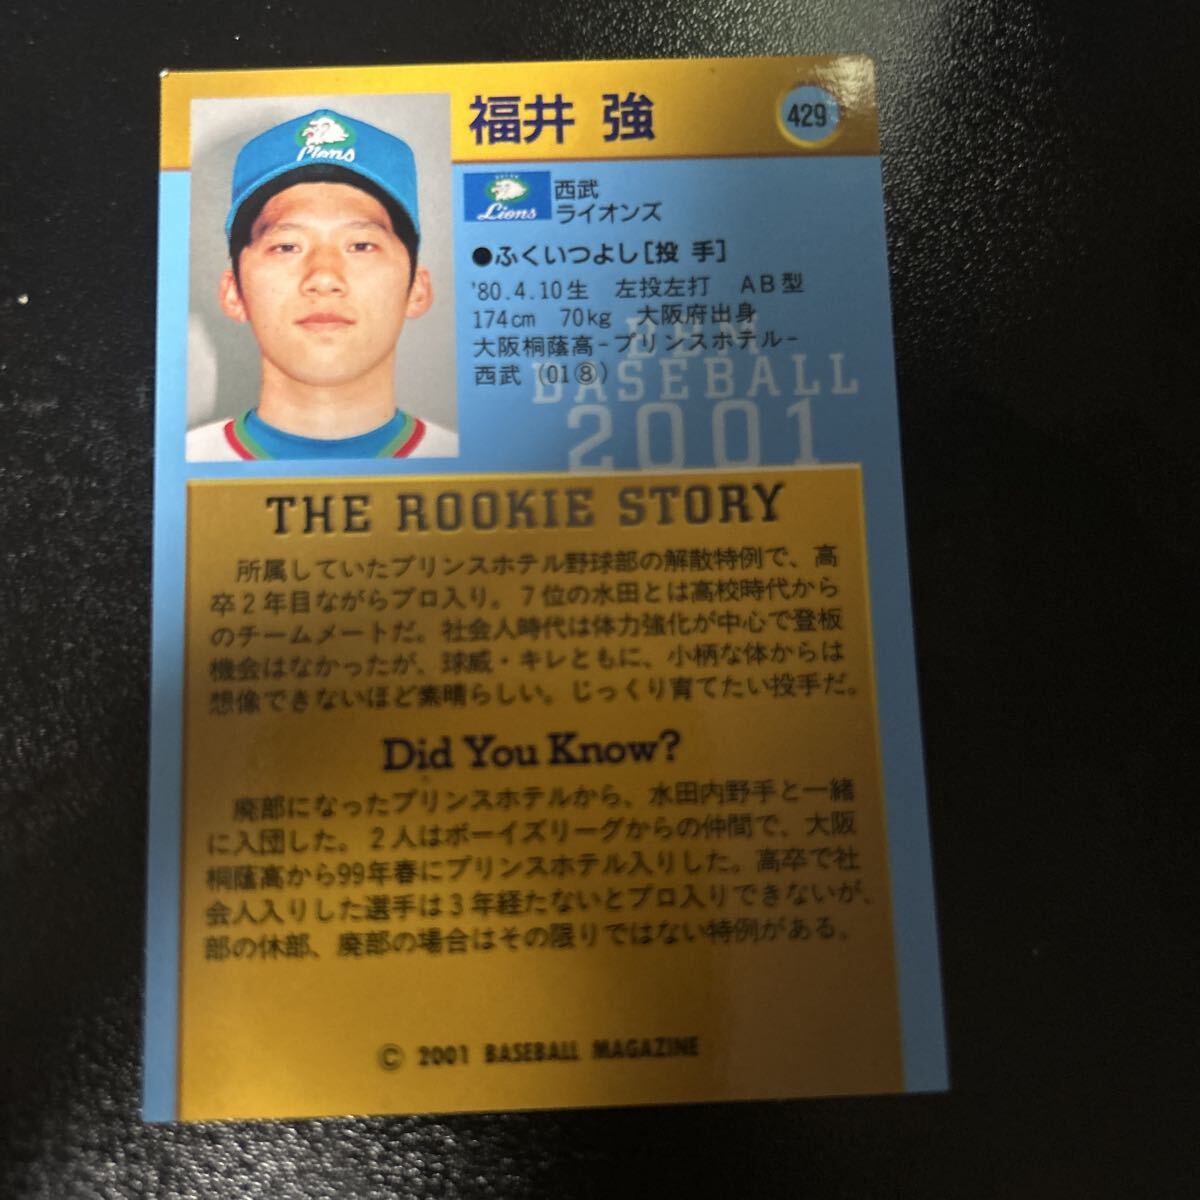 福井 強
429
Lions
Lions
西武
ライオンズ
●ふくいつよし[投 手]
'80.4.10生 左投左打 AB型
174cm 70kg 大阪府出身
大阪桐蔭高-プリンスホテル-
西武(01⑧)
BBM
BASEBALL
2001
THE ROOKIE STORY
所属していたプリンスホテル野球部の解散特例で、高
卒2年目ながらプロ入り。7位の水田とは高校時代から
のチームメートだ。社会人時代は体力強化が中心で登板
機会はなかったが、球威・キレともに、小柄な体からは
想像できないほど素晴らしい。じっくり育てたい投手だ。
Did You Know?
廃部になったプリンスホテルから、水田内野手と一緒
に入団した。2人はボーイズリーグからの仲間で、大阪
桐蔭高から99年春にプリンスホテル入りした。高卒で社
会人入りした選手は3年経たないとプロ入りできないが、
部の休部、廃部の場合はその限りではない特例がある。
© 2001 BASEBALL MAGAZINE